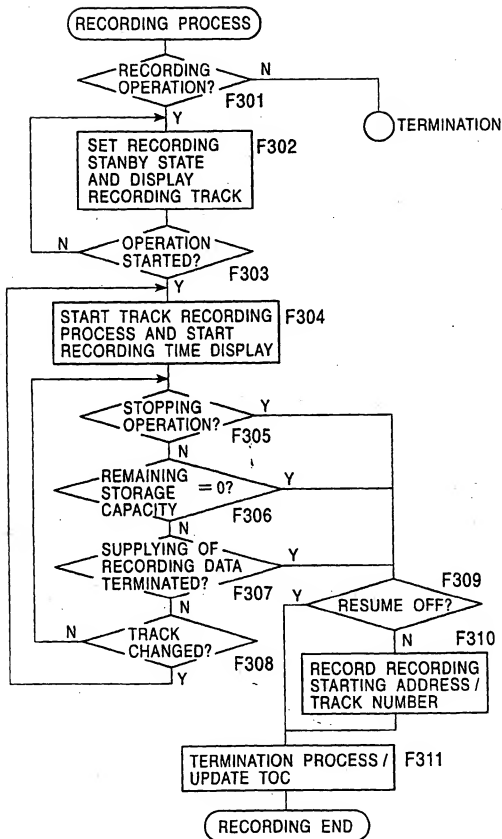 RECORDING PROCESS
RECORDING
OPERATION?
N
F301
Y
TERMINATION
SET RECORDING
STANBY STATE
AND DISPLAY
RECORDING TRACK
F302
N
OPERATION
STARTED?
F303
Y
START TRACK RECORDING
PROCESS AND START
RECORDING TIME DISPLAY
F304
STOPPING
OPERATION?
Y
F305
N
REMAINING
STORAGE
CAPACITY
=0?
Y
F306
N
SUPPLYING OF
RECORDING DATA
TERMINATED?
Y
F307
N
N
TRACK
CHANGED?
F308
Y
F309
Y
RESUME OFF?
N
F310
RECORD RECORDING
STARTING ADDRESS/
TRACK NUMBER
TERMINATION PROCESS/
UPDATE TOC
F311
RECORDING END